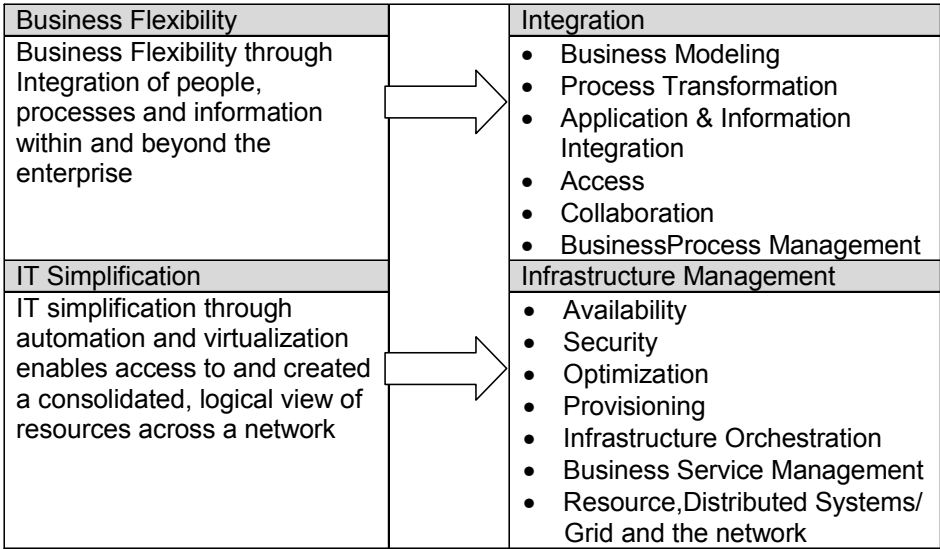 Business Flexibility
Business Flexibility through
Integration of people,
processes and information
within and beyond the
enterprise
Integration
• Business Modeling
• Process Transformation
• Application & Information
Integration
• Access
• Collaboration
• BusinessProcess Management
IT Simplification
IT simplification through
automation and virtualization
enables access to and created
a consolidated, logical view of
resources across a network
Infrastructure Management
• Availability
• Security
• Optimization
• Provisioning
• Infrastructure Orchestration
• Business Service Management
• Resource,Distributed Systems/
Grid and the network